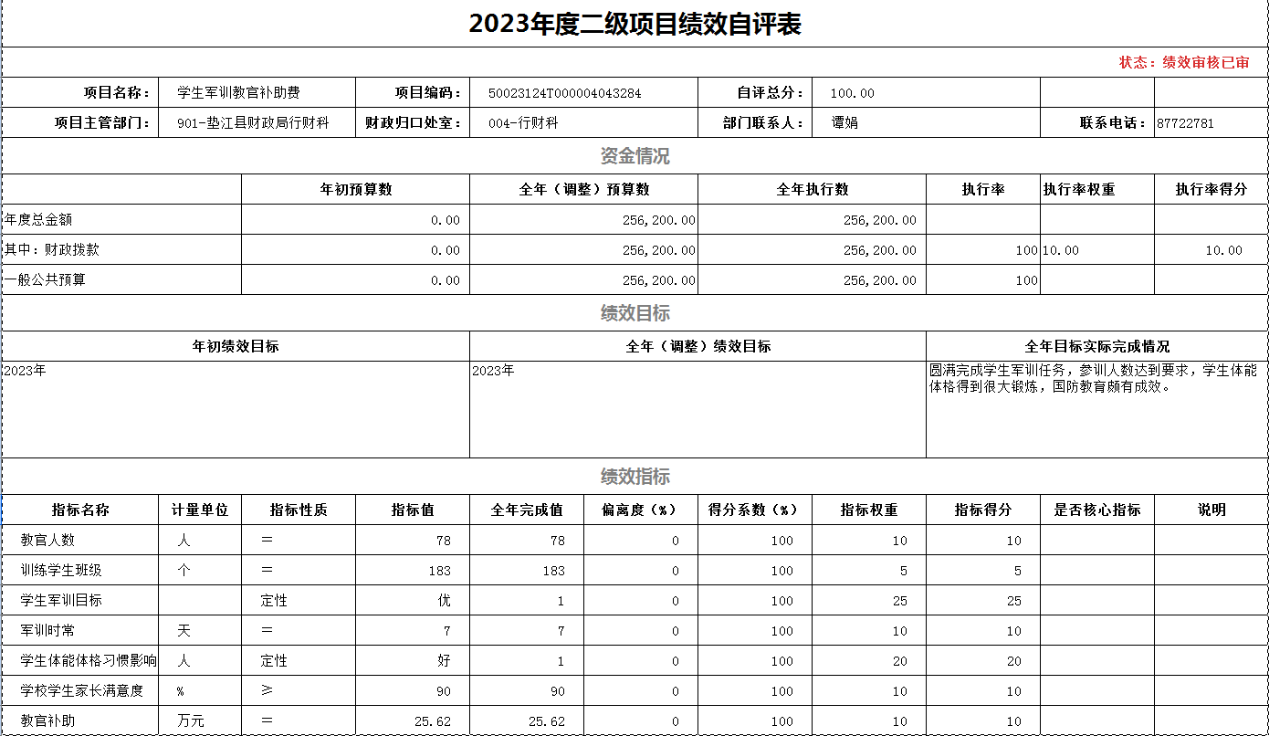 2023年度二级项目绩效自评表
状态：绩效审核已审
项目名称： 学生军训教官补助费 项目编码： 50023124T000004043284 自评总分： 100.00
项目主管部门： 901-垫江县财政局行财科 财政归口处室： 004-行财科 部门联系人： 谭娟 联系电话： 87722781
资金情况
年初预算数 全年（调整）预算数 全年执行数 执行率 执行率权重 执行率得分
年度总金额 0.00 256,200.00 256,200.00
其中：财政拨款 0.00 256,200.00 256,200.00 100 10.00 10.00
一般公共预算 0.00 256,200.00 256,200.00 100
绩效目标
年初绩效目标 全年（调整）绩效目标 全年目标实际完成情况
2023年 2023年 圆满完成学生军训任务，参训人数达到要求，学生体能
体格得到很大锻炼，国防教育颇有成效。
绩效指标
指标名称 计量单位 指标性质 指标值 全年完成值 偏离度（%） 得分系数（%） 指标权重 指标得分 是否核心指标 说明
教官人数 人 ＝ 78 78 0 100 10 10
训练学生班级 个 ＝ 183 183 0 100 5 5
学生军训目标 定性 优 1 0 100 25 25
军训时常 天 ＝ 7 7 0 100 10 10
学生体能体格习惯影响 人 定性 好 1 0 100 20 20
学校学生家长满意度 % ≥ 90 90 0 100 10 10
教官补助 万元 ＝ 25.62 25.62 0 100 10 10